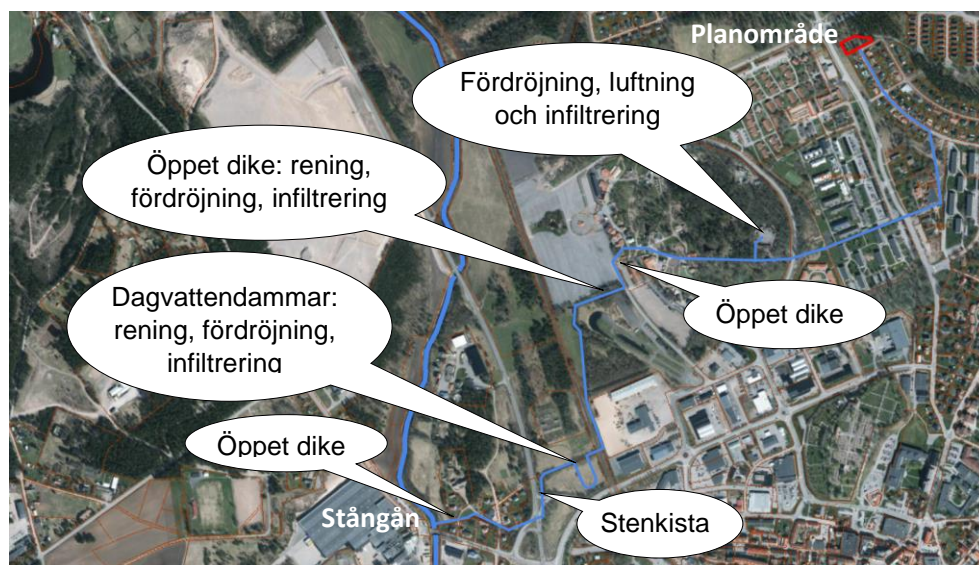 Planområde
Fördröjning, luftning
och infiltrering
Öppet dike: rening,
fördröjning, infiltrering
Öppet dike
Dagvattendammar:
rening, fördröjning,
infiltrering
Öppet dike
Stångån
Stenkista